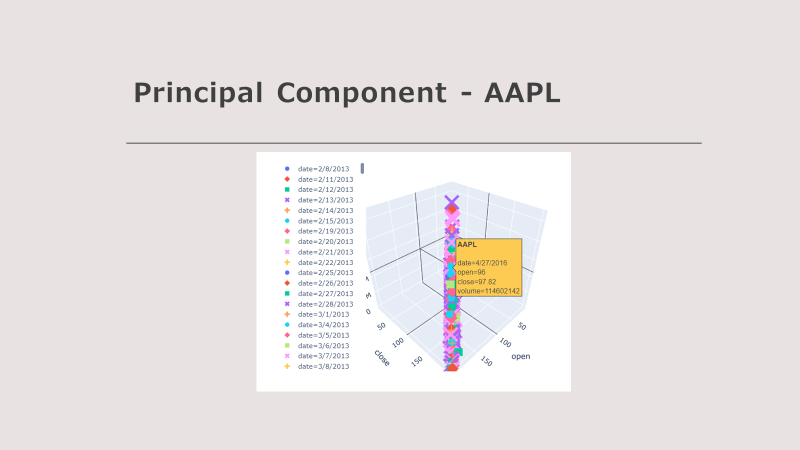 Principal Component - AAPL
date=2/8/2013
date=2/11/2013
date=2/12/2013
date=2/13/2013
date=2/14/2013
date=2/15/2013
date=2/19/2013
date=2/20/2013
date=2/21/2013
date=2/22/2013
date=2/25/2013
date=2/26/2013
date=2/27/2013
date=2/28/2013
date=3/1/2013
date=3/4/2013
date=3/5/2013
date=3/6/2013
date=3/7/2013
date=3/8/2013
AAPL
date=4/27/2016
open=96
close=97.82
volume=114602142
0
50
100
150
close
50
100
150
open